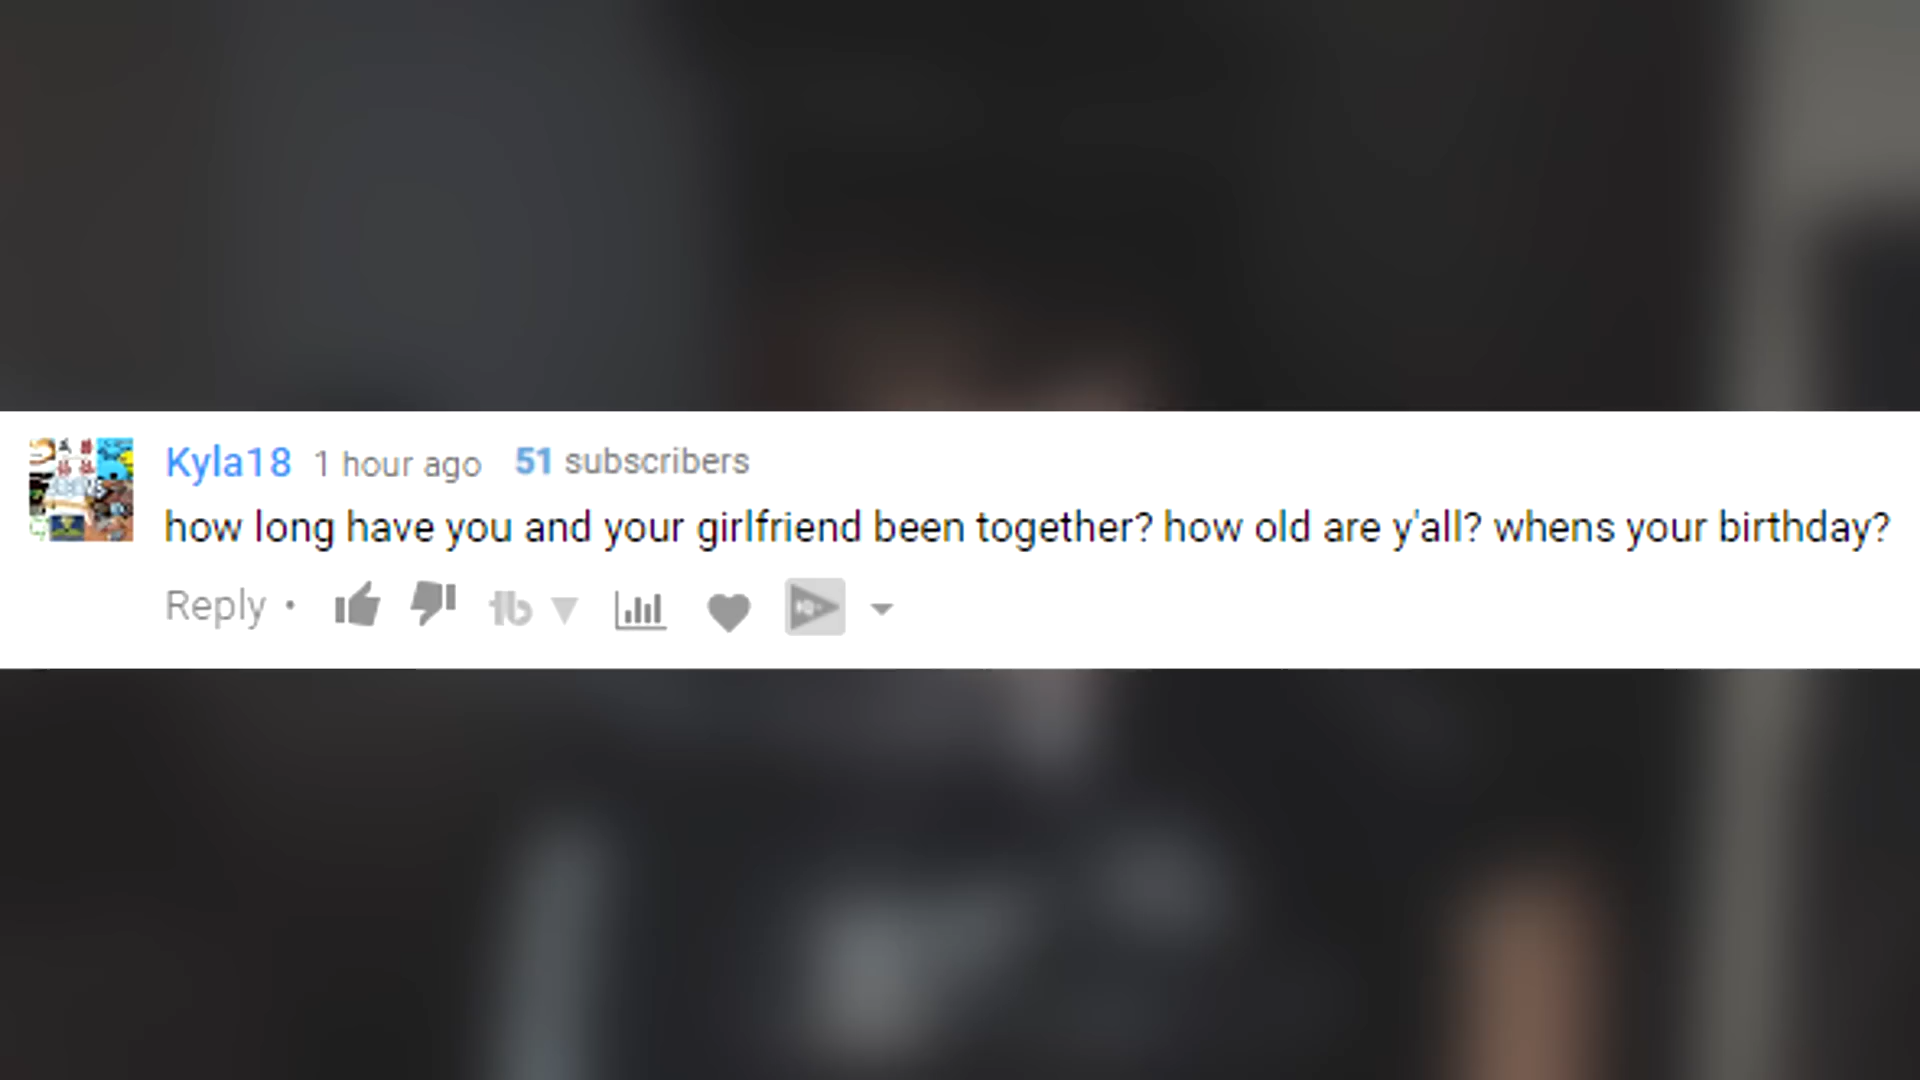 Kyla18 1 hour ago 51 subscribers
how long have you and your girlfriend been together? how old are y'all? whens your birthday?
Reply •